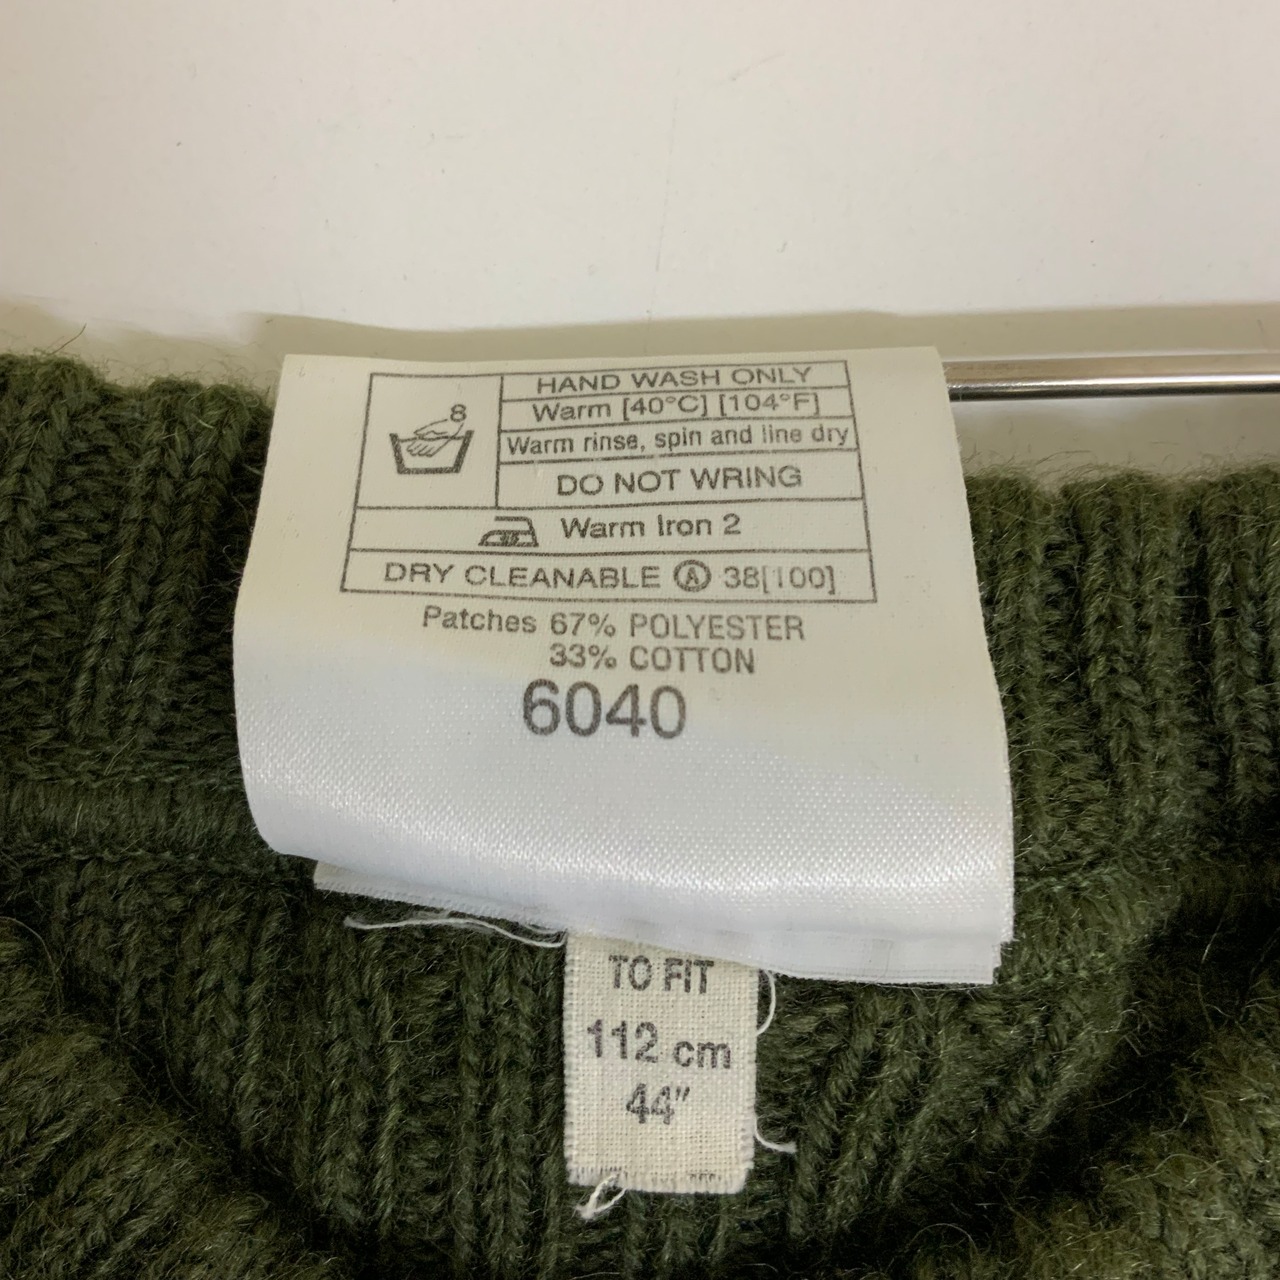 8
HAND WASH ONLY
Warm [40°C] [104°F]
Warm rinse, spin and line dry
DO NOT WRING
Warm Iron 2
DRY CLEANABLE Ⓐ 38[100]
Patches 67% POLYESTER
33% COTTON
6040
TO FIT
112 cm
44"